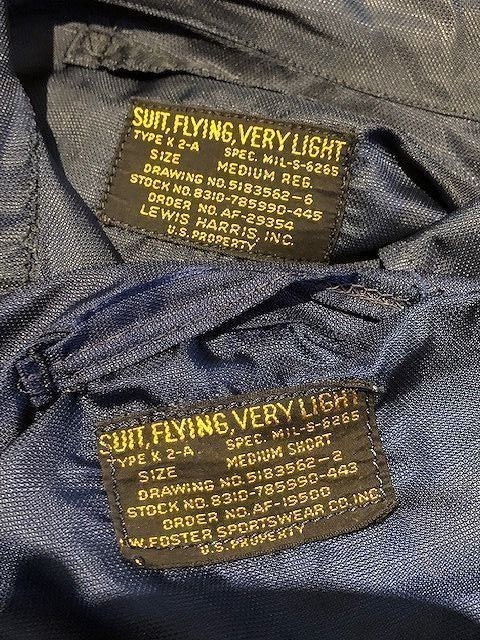 SUIT, FLYING, VERY LIGHT
TYPE K 2-A SPEC. MIL-S-6265
SIZE MEDIUM REG.
DRAWING NO. 5183562-6
STOCK NO. 8310-785990-445
ORDER NO. AF-29354
LEWIS HARRIS, INC.
U.S. PROPERTY
SUIT, FLYING, VERY LIGHT
TYPE K 2-A SPEC. MIL-S-6265
SIZE MEDIUM SHORT
DRAWING NO. 5183562-2
STOCK NO. 8310-785990-443
ORDER NO. AF-19500
W. FOSTER SPORTSWEAR CO. INC.
U.S. PROPERTY